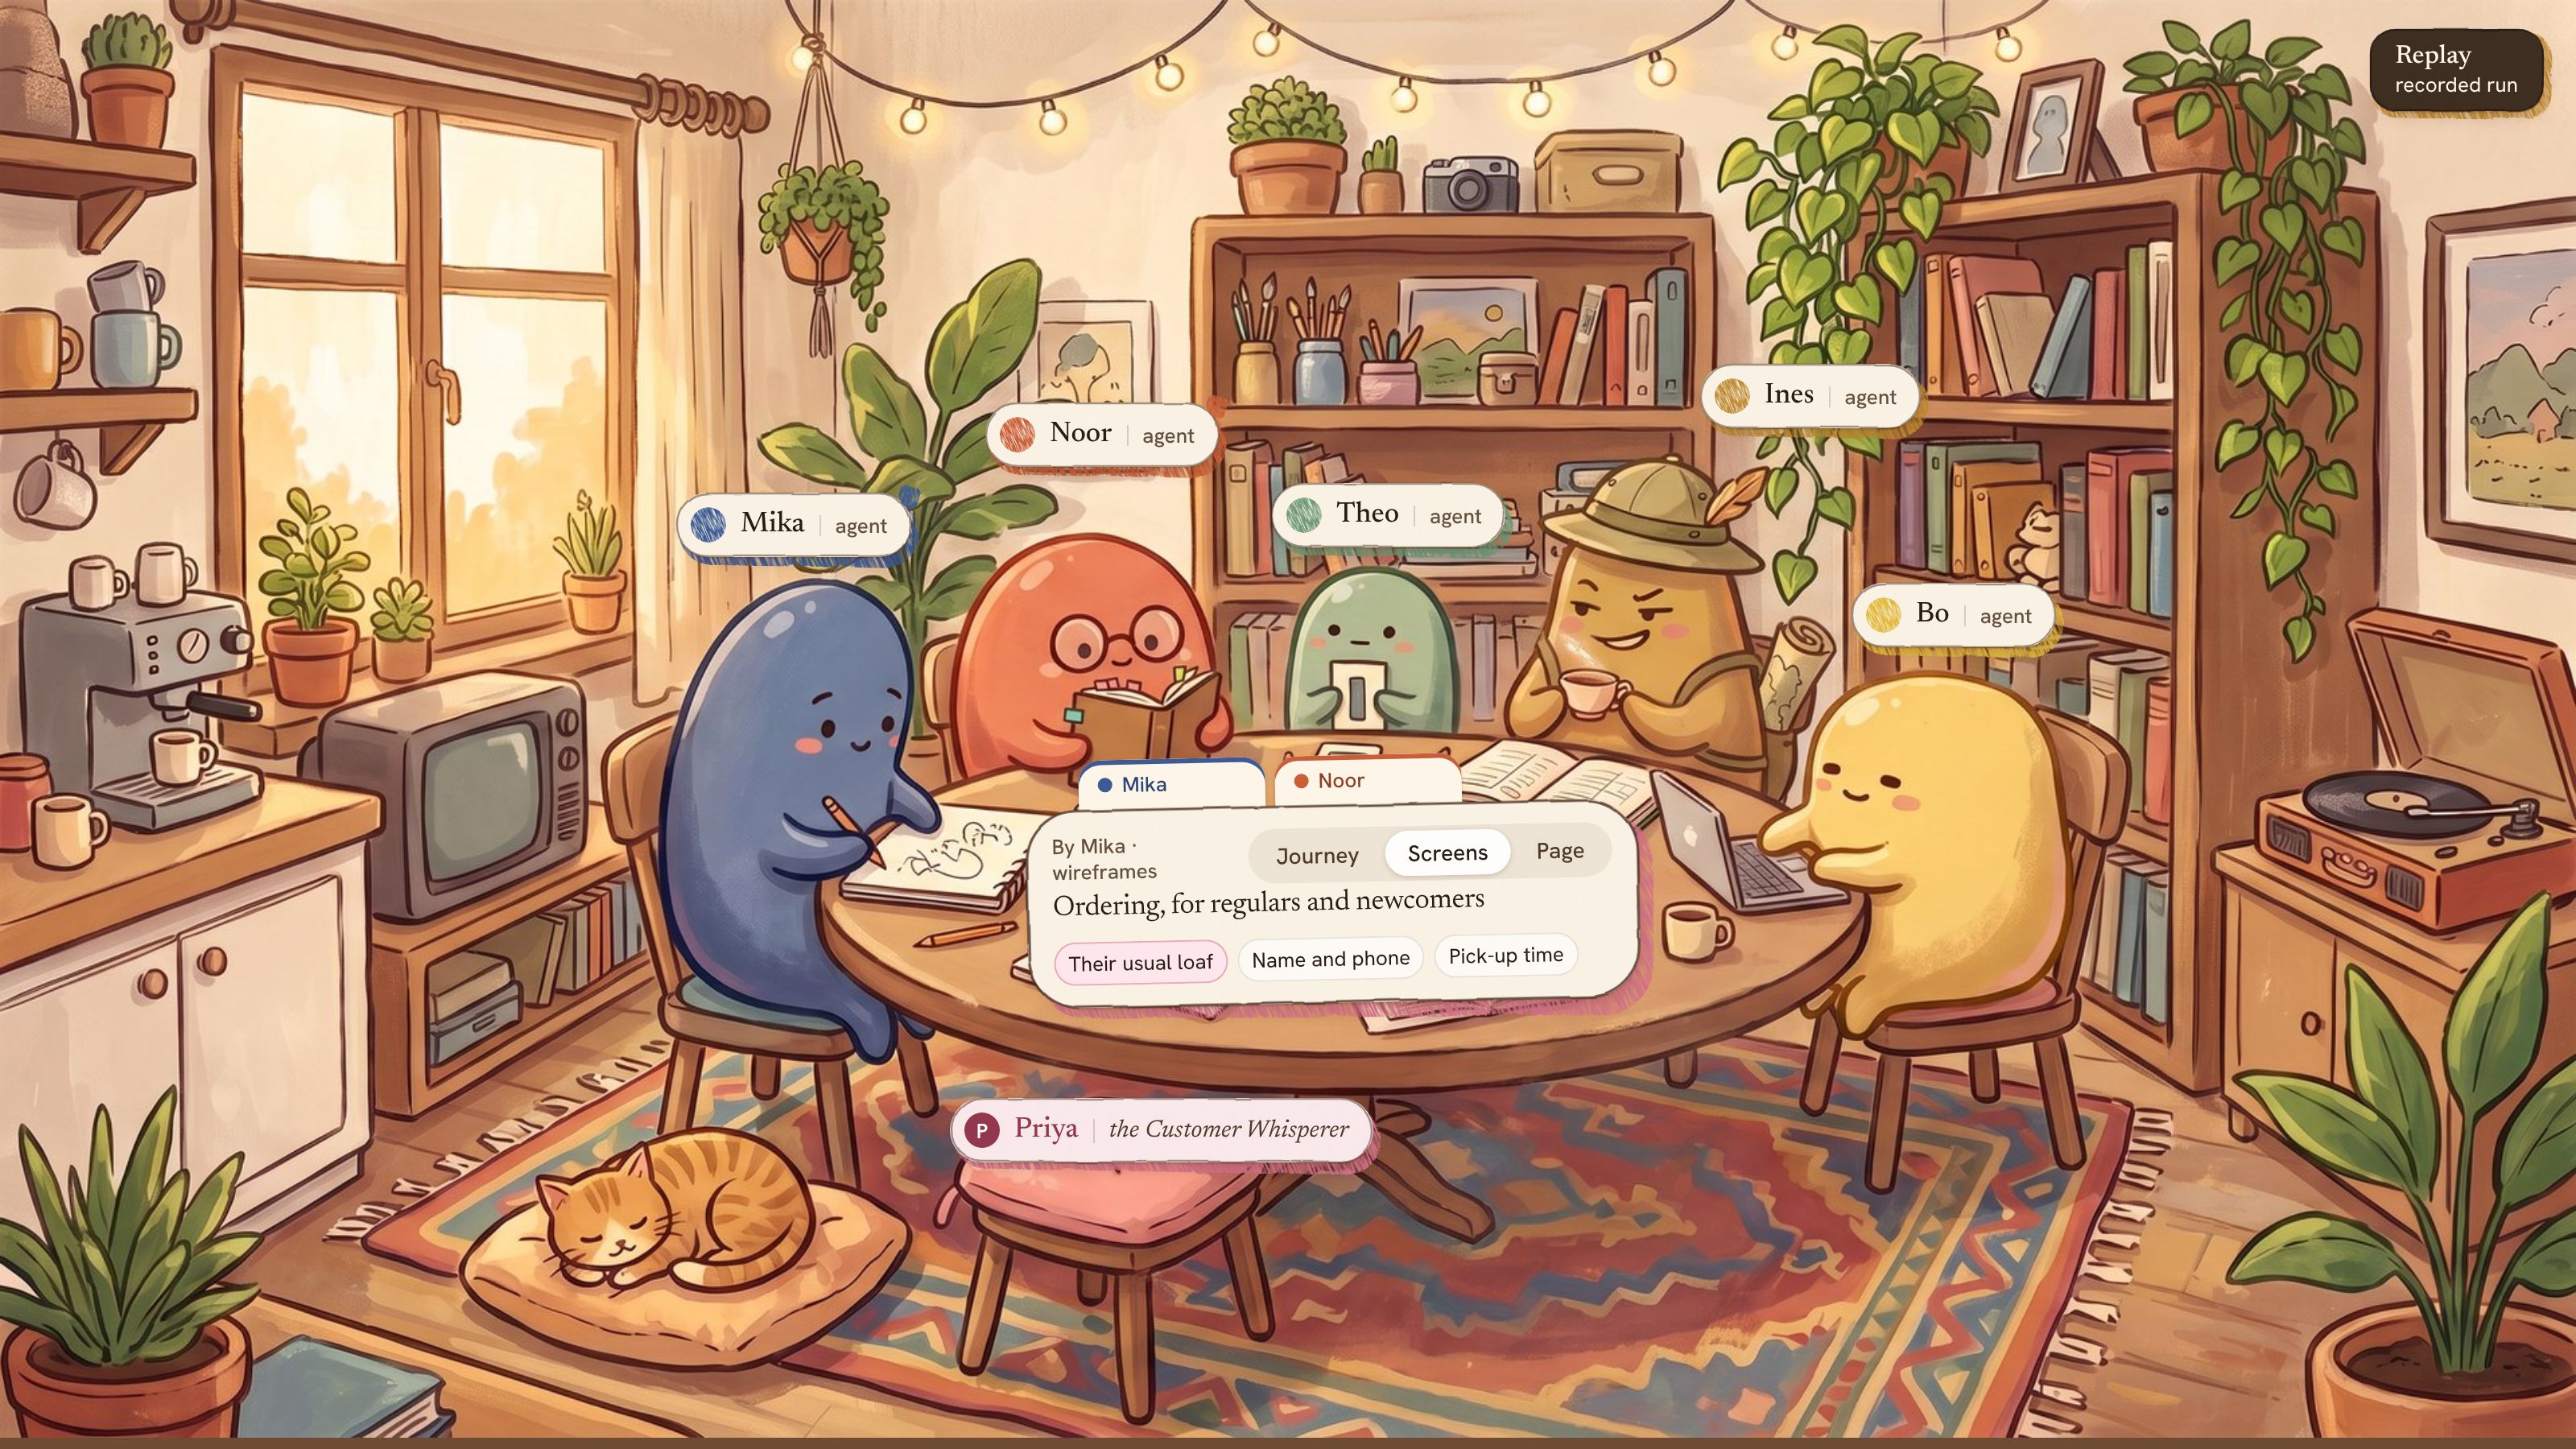 Replay
recorded run
Ines | agent
Noor | agent
Theo | agent
Mika | agent
Bo | agent
Mika
Noor
By Mika ·
wireframes
Journey
Screens
Page
Ordering, for regulars and newcomers
Their usual loaf
Name and phone
Pick-up time
P
Priya | the Customer Whisperer